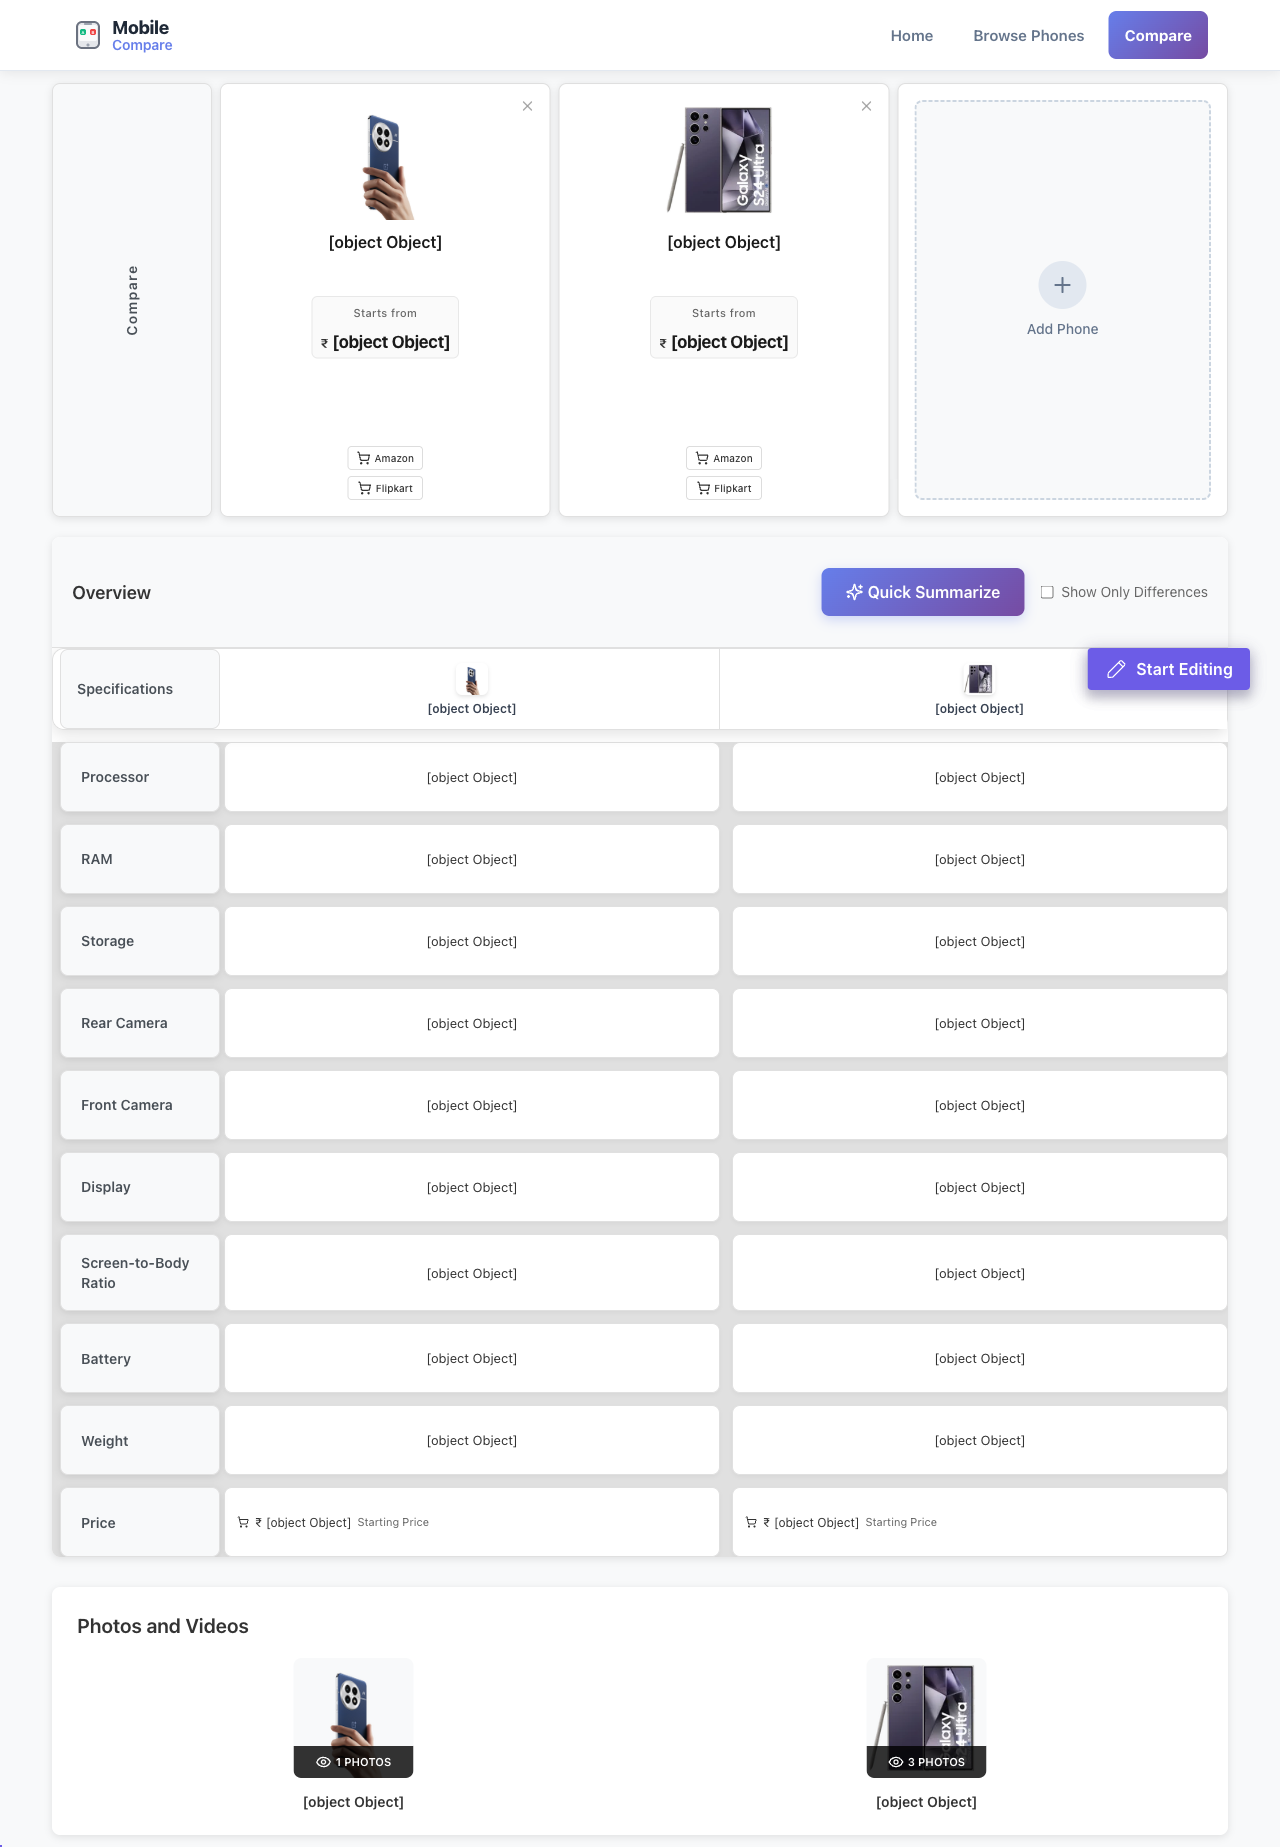 Mobile
Compare
Home
Browse Phones
Compare
Compare
Galaxy
S24 Ultra
[object Object]
Starts from
₹ [object Object]
Amazon
Flipkart
[object Object]
Starts from
₹ [object Object]
Amazon
Flipkart
Add Phone
Overview
Quick Summarize
Show Only Differences
Start Editing
Specifications
[object Object]
[object Object]
Processor
[object Object]
[object Object]
RAM
[object Object]
[object Object]
Storage
[object Object]
[object Object]
Rear Camera
[object Object]
[object Object]
Front Camera
[object Object]
[object Object]
Display
[object Object]
[object Object]
Screen-to-Body
Ratio
[object Object]
[object Object]
Battery
[object Object]
[object Object]
Weight
[object Object]
[object Object]
Price
₹ [object Object] Starting Price
₹ [object Object] Starting Price
Photos and Videos
1 PHOTOS
[object Object]
laxy
4 Ultra
3 PHOTOS
[object Object]